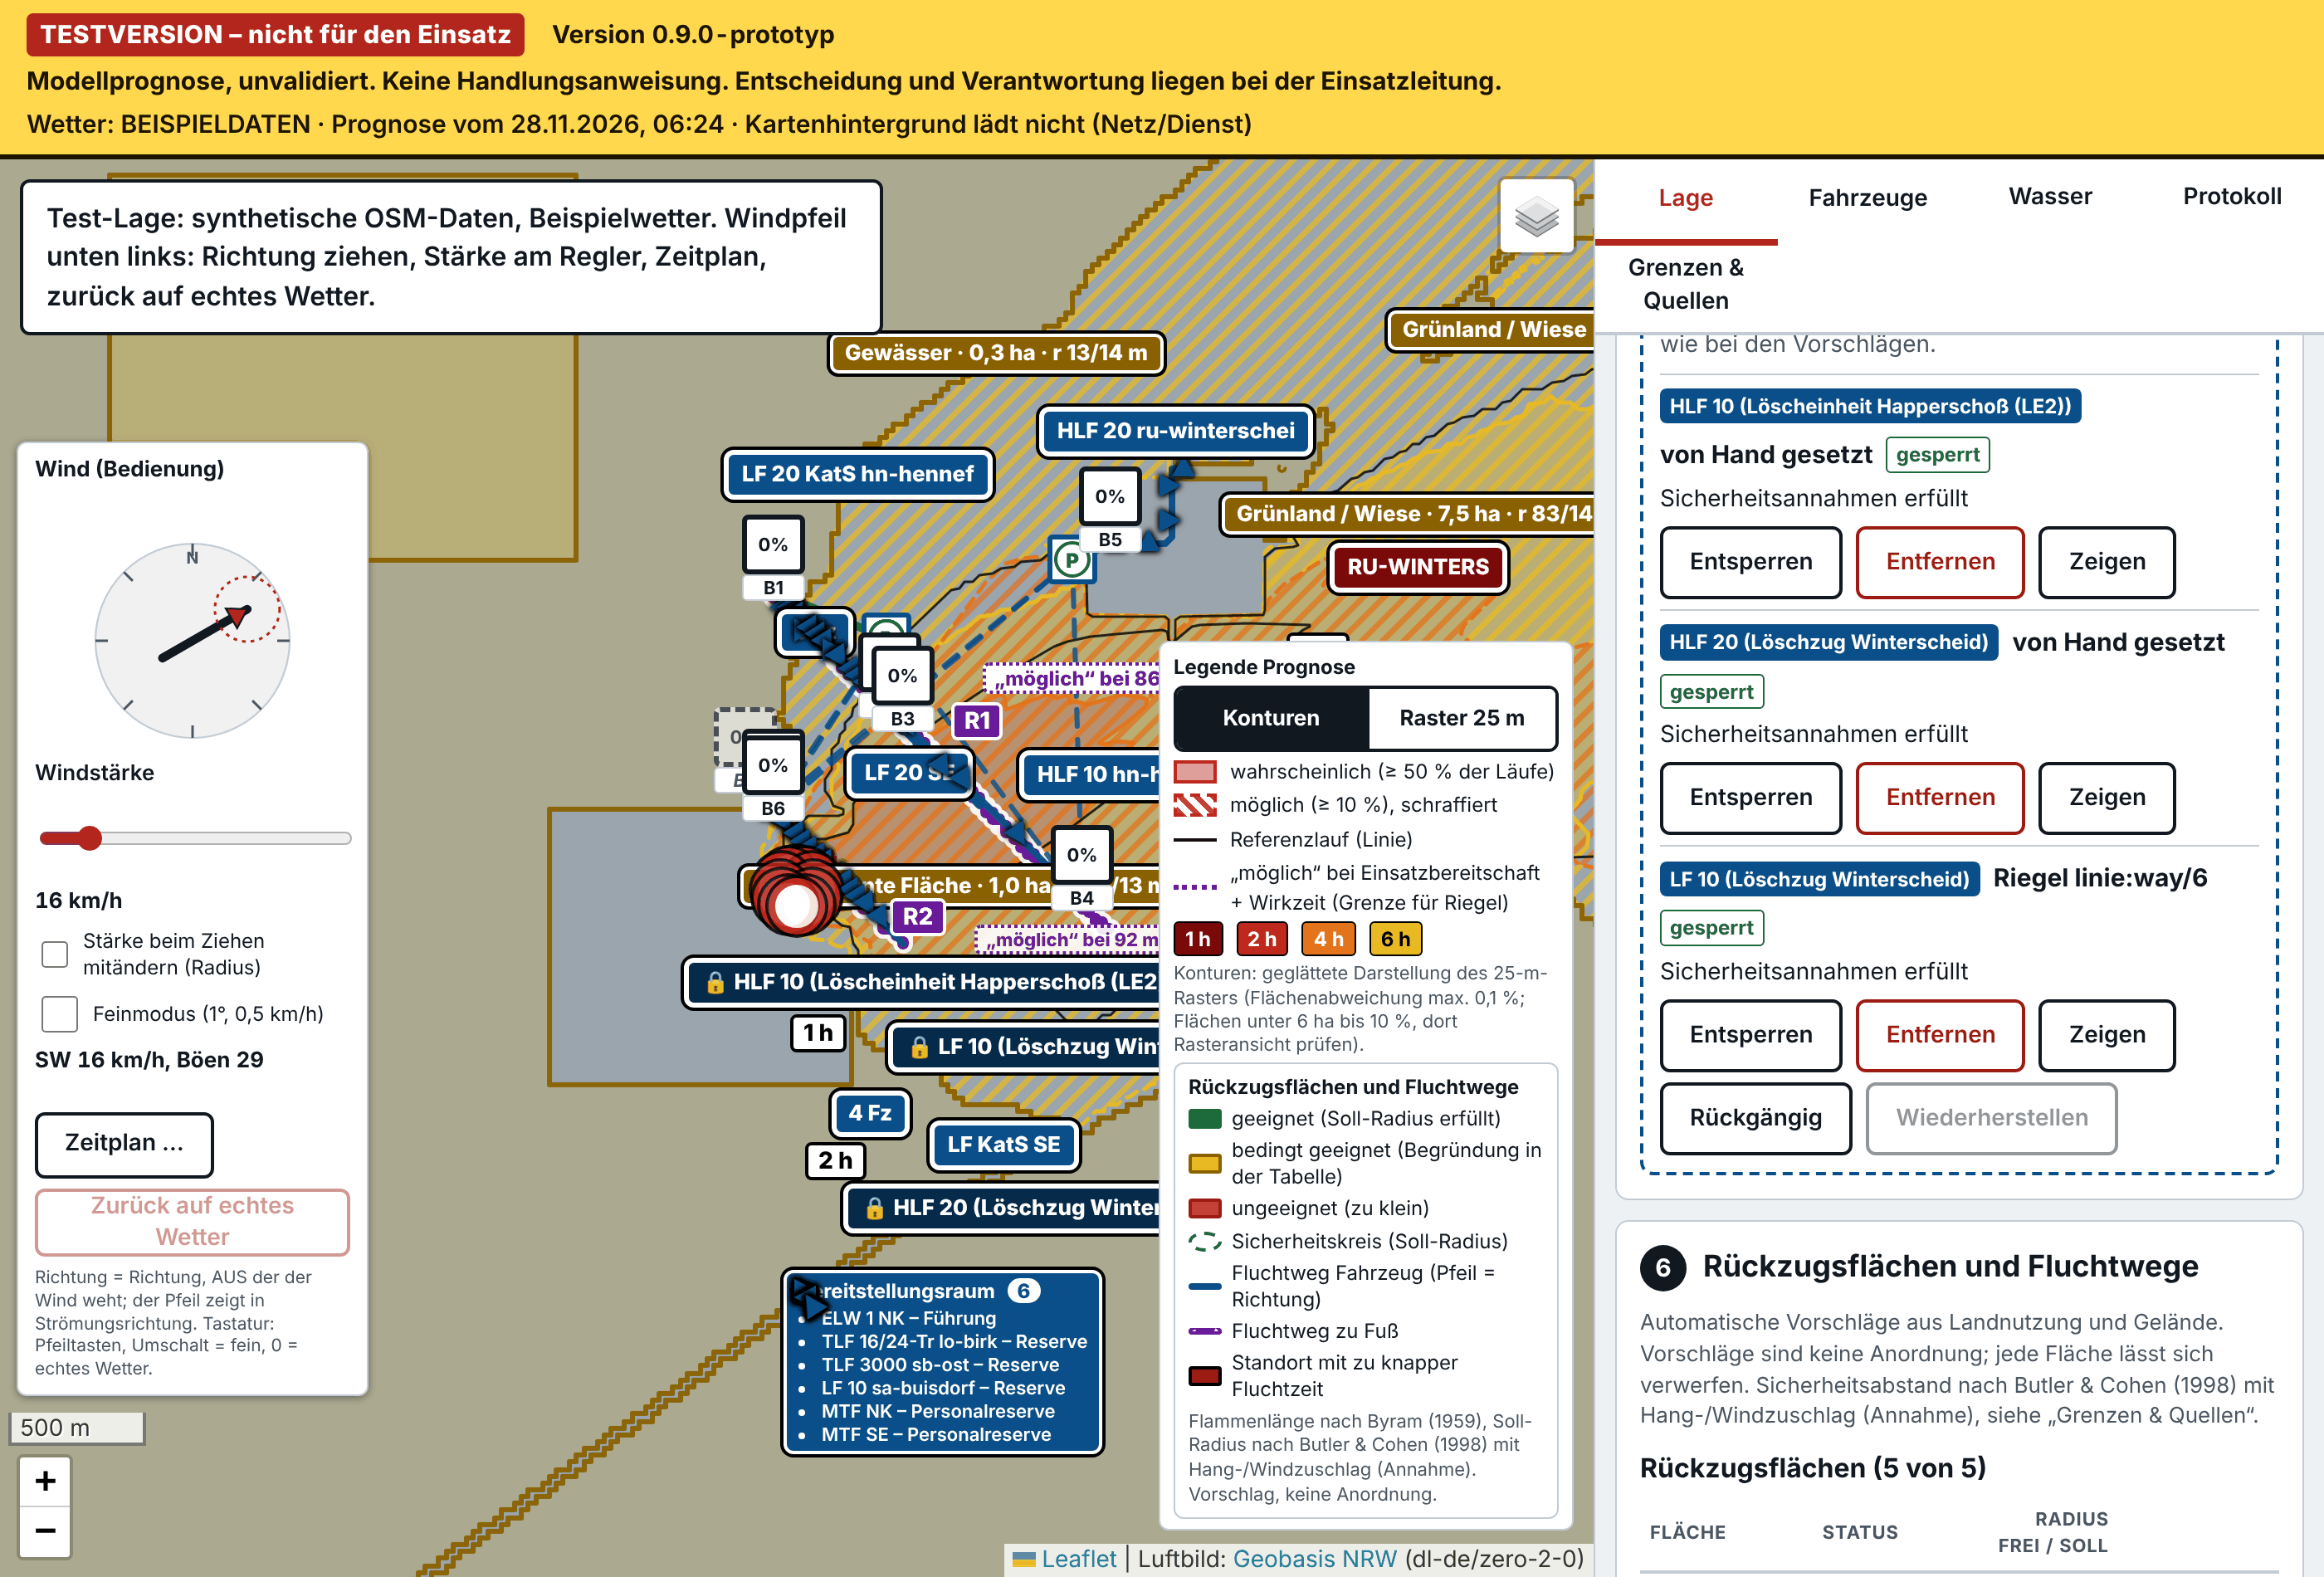 TESTVERSION – nicht für den Einsatz
Version 0.9.0-prototyp
Modellprognose, unvalidiert. Keine Handlungsanweisung. Entscheidung und Verantwortung liegen bei der Einsatzleitung.
Wetter: BEISPIELDATEN · Prognose vom 28.11.2026, 06:24 · Kartenhintergrund lädt nicht (Netz/Dienst)
Test-Lage: synthetische OSM-Daten, Beispielwetter. Windpfeil
unten links: Richtung ziehen, Stärke am Regler, Zeitplan,
zurück auf echtes Wetter.
Gewässer · 0,3 ha · r 13/14 m
Grünland / Wiese
HLF 20 ru-winterschei
LF 20 KatS hn-hennef
0%
B5
Grünland / Wiese · 7,5 ha · r 83/14
0%
B1
P
RU-WINTERS
0%
B3
„möglich“ bei 86
R1
0%
B6
LF 20 SE
HLF 10 hn-h
0%
B4
nte Fläche · 1,0 ha
/13 m
R2
„möglich“ bei 92 m
🔒 HLF 10 (Löscheinheit Happerschoß (LE2
1 h
🔒 LF 10 (Löschzug Win
4 Fz
LF KatS SE
2 h
🔒 HLF 20 (Löschzug Winter
ereitstellungsraum 6
• ELW 1 NK – Führung
• TLF 16/24-Tr lo-birk – Reserve
• TLF 3000 sb-ost – Reserve
• LF 10 sa-buisdorf – Reserve
• MTF NK – Personalreserve
• MTF SE – Personalreserve
Wind (Bedienung)
N
Windstärke
16 km/h
Stärke beim Ziehen
mitändern (Radius)
Feinmodus (1°, 0,5 km/h)
SW 16 km/h, Böen 29
Zeitplan …
Zurück auf echtes
Wetter
Richtung = Richtung, AUS der der
Wind weht; der Pfeil zeigt in
Strömungsrichtung. Tastatur:
Pfeiltasten, Umschalt = fein, 0 =
echtes Wetter.
500 m
+
−
Legende Prognose
Konturen
Raster 25 m
wahrscheinlich (≥ 50 % der Läufe)
möglich (≥ 10 %), schraffiert
Referenzlauf (Linie)
„möglich“ bei Einsatzbereitschaft
+ Wirkzeit (Grenze für Riegel)
1 h 2 h 4 h 6 h
Konturen: geglättete Darstellung des 25-m-
Rasters (Flächenabweichung max. 0,1 %;
Flächen unter 6 ha bis 10 %, dort
Rasteransicht prüfen).
Rückzugsflächen und Fluchtwege
geeignet (Soll-Radius erfüllt)
bedingt geeignet (Begründung in
der Tabelle)
ungeeignet (zu klein)
Sicherheitskreis (Soll-Radius)
Fluchtweg Fahrzeug (Pfeil =
Richtung)
Fluchtweg zu Fuß
Standort mit zu knapper
Fluchtzeit
Flammenlänge nach Byram (1959), Soll-
Radius nach Butler & Cohen (1998) mit
Hang-/Windzuschlag (Annahme).
Vorschlag, keine Anordnung.
Leaflet | Luftbild: Geobasis NRW (dl-de/zero-2-0)
Lage
Fahrzeuge
Wasser
Protokoll
Grenzen &
Quellen
wie bei den Vorschlägen.
HLF 10 (Löscheinheit Happerschoß (LE2))
von Hand gesetzt gesperrt
Sicherheitsannahmen erfüllt
Entsperren Entfernen Zeigen
HLF 20 (Löschzug Winterscheid) von Hand gesetzt
gesperrt
Sicherheitsannahmen erfüllt
Entsperren Entfernen Zeigen
LF 10 (Löschzug Winterscheid) Riegel linie:way/6
gesperrt
Sicherheitsannahmen erfüllt
Entsperren Entfernen Zeigen
Rückgängig Wiederherstellen
6 Rückzugsflächen und Fluchtwege
Automatische Vorschläge aus Landnutzung und Gelände.
Vorschläge sind keine Anordnung; jede Fläche lässt sich
verwerfen. Sicherheitsabstand nach Butler & Cohen (1998) mit
Hang-/Windzuschlag (Annahme), siehe „Grenzen & Quellen“.
Rückzugsflächen (5 von 5)
FLÄCHE STATUS RADIUS
FREI / SOLL